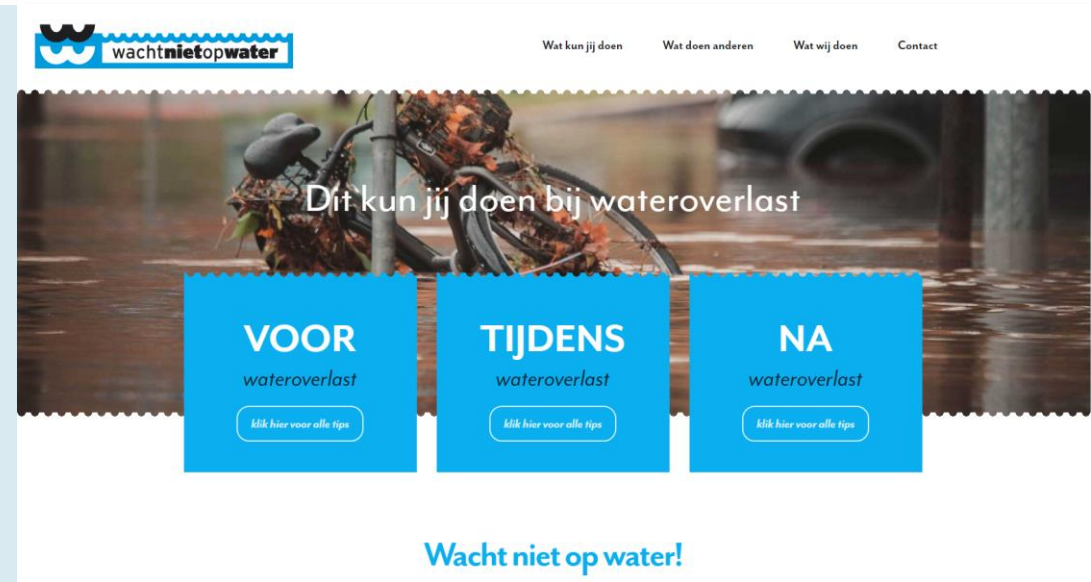 wachtnietopwater
Wat kun jij doen
Wat doen anderen
Wat wij doen
Contact
Dit kun jij doen bij wateroverlast
VOOR
wateroverlast
klik hier voor alle tips
TIJDENS
wateroverlast
klik hier voor alle tips
NA
wateroverlast
klik hier voor alle tips
Wacht niet op water!